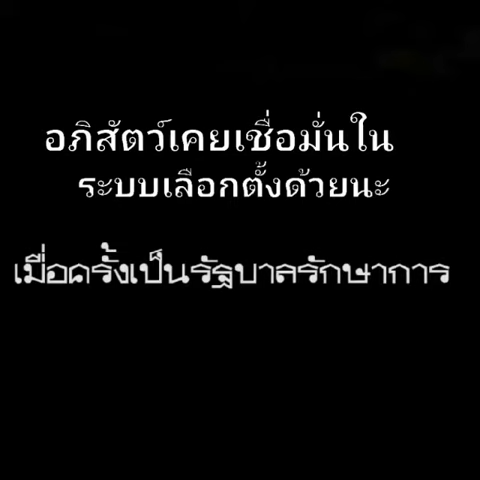 อภิสัตว์เคยเชื่อมั่นใน
ระบบเลือกตั้งด้วยนะ
เมื่อครั้งเป็นรัฐบาลรักษาการ